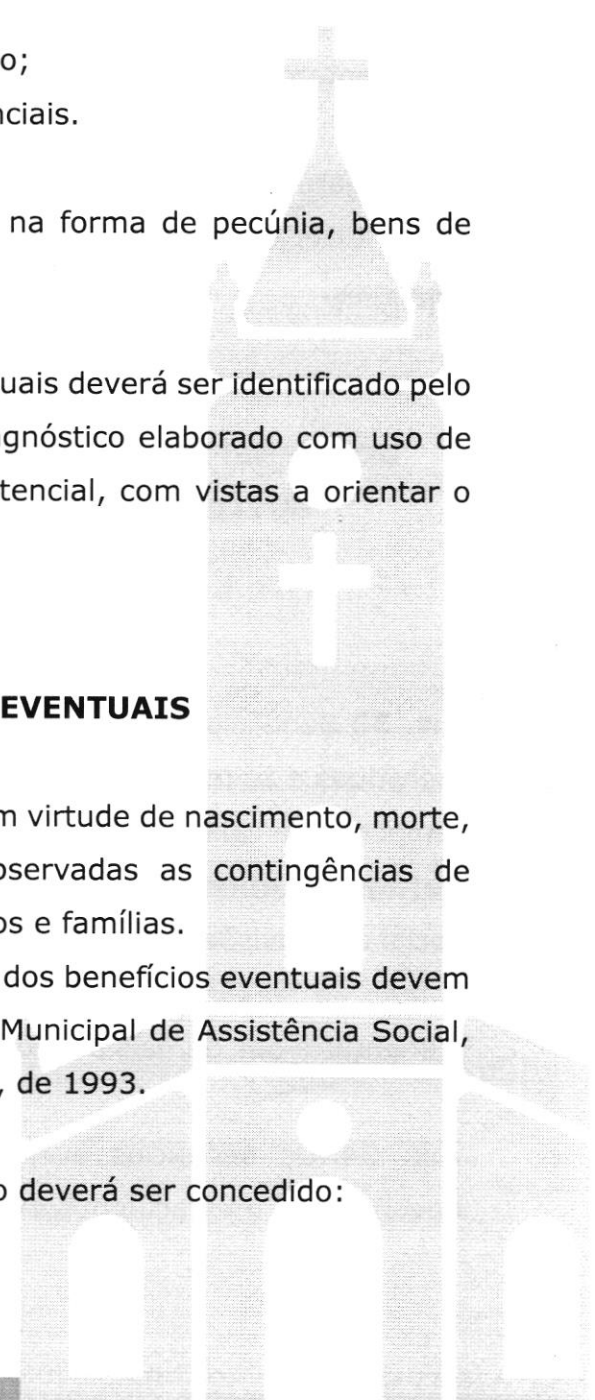 o;
nciais.
na forma de pecúnia, bens de
uais deverá ser identificado pelo
agnóstico elaborado com uso de
tencial, com vistas a orientar o
EVENTUAIS
m virtude de nascimento, morte,
oservadas as contingências de
os e famílias.
dos benefícios eventuais devem
Municipal de Assistência Social,
, de 1993.
o deverá ser concedido: